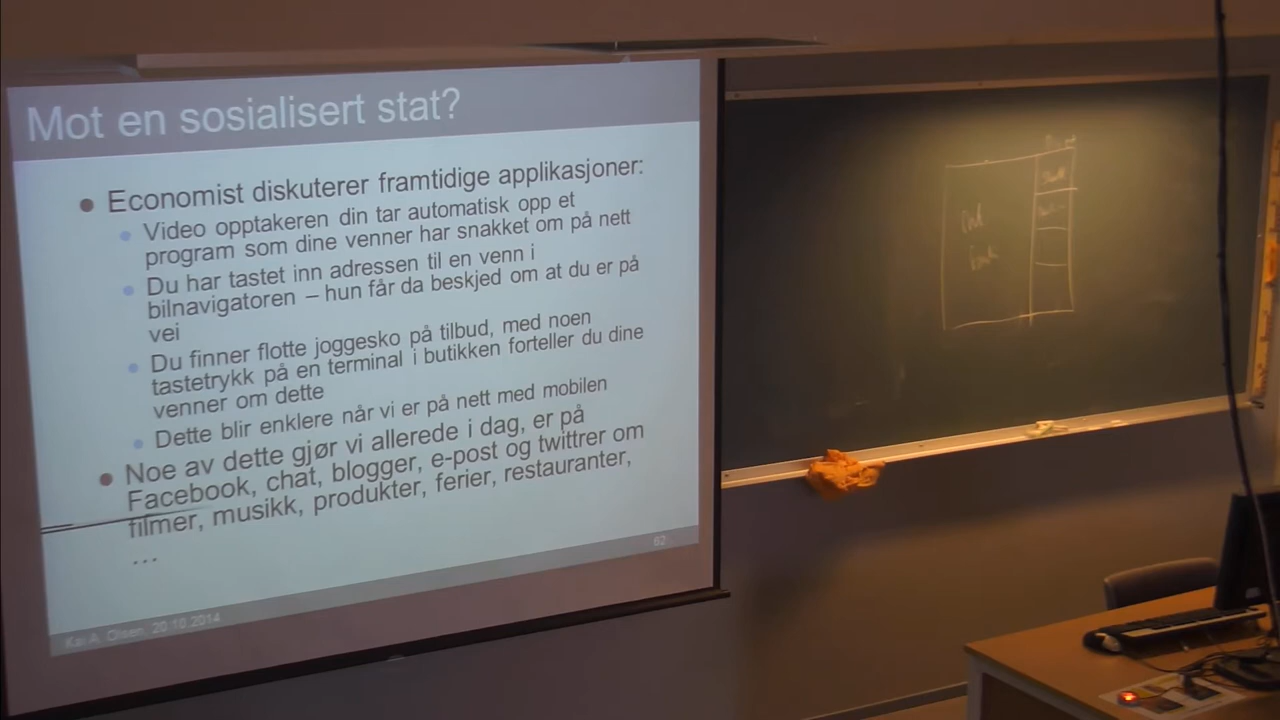 Mot en sosialisert stat?
Economist diskuterer framtidige applikasjoner:
Video opptakeren din tar automatisk opp et
program som dine venner har snakket om på nett
Du har tastet inn adressen til en venn i
bilnavigatoren – hun får da beskjed om at du er på
vei
Du finner flotte joggesko på tilbud, med noen
tastetrykk på en terminal i butikken forteller du dine
venner om dette
Dette blir enklere når vi er på nett med mobilen
Noe av dette gjør vi allerede i dag, er på
Facebook, chat, blogger, e-post og twittrer om
filmer, musikk, produkter, ferier, restauranter,
…
Kai A. Olsen, 20.10.2014
62